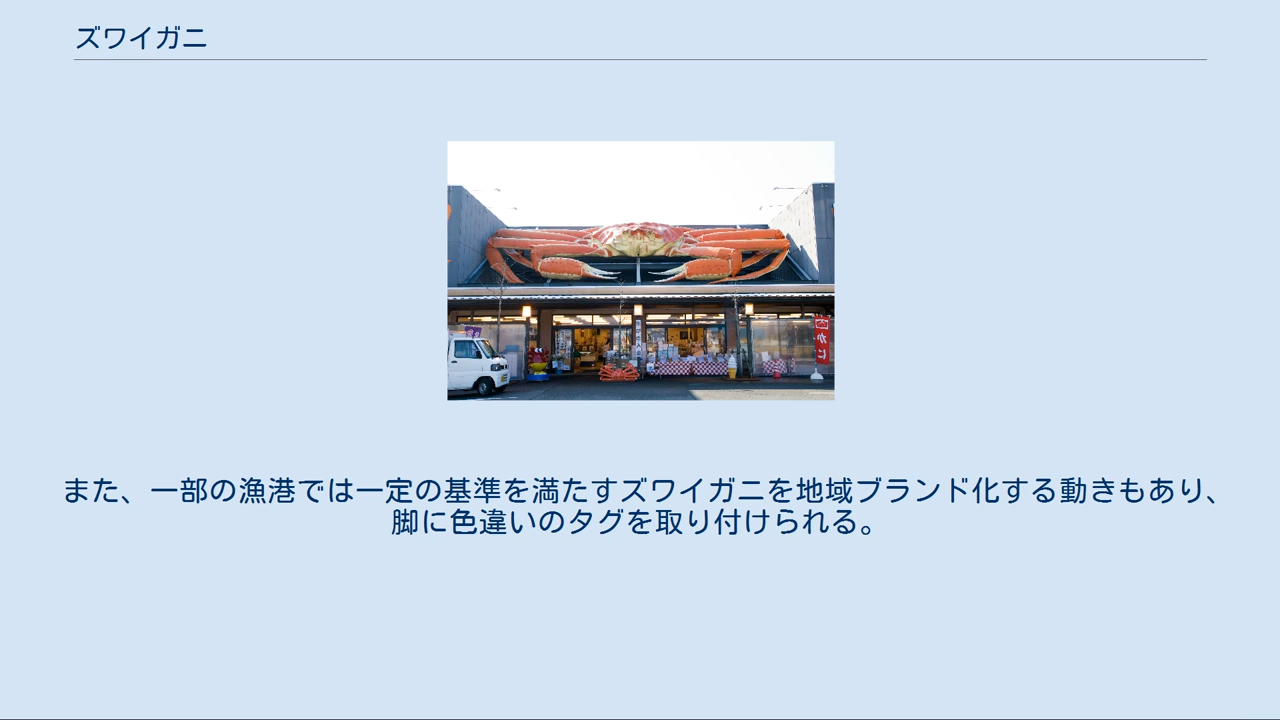 ズワイガニ
かに
また、一部の漁港では一定の基準を満たすズワイガニを地域ブランド化する動きもあり、
脚に色違いのタグを取り付けられる。